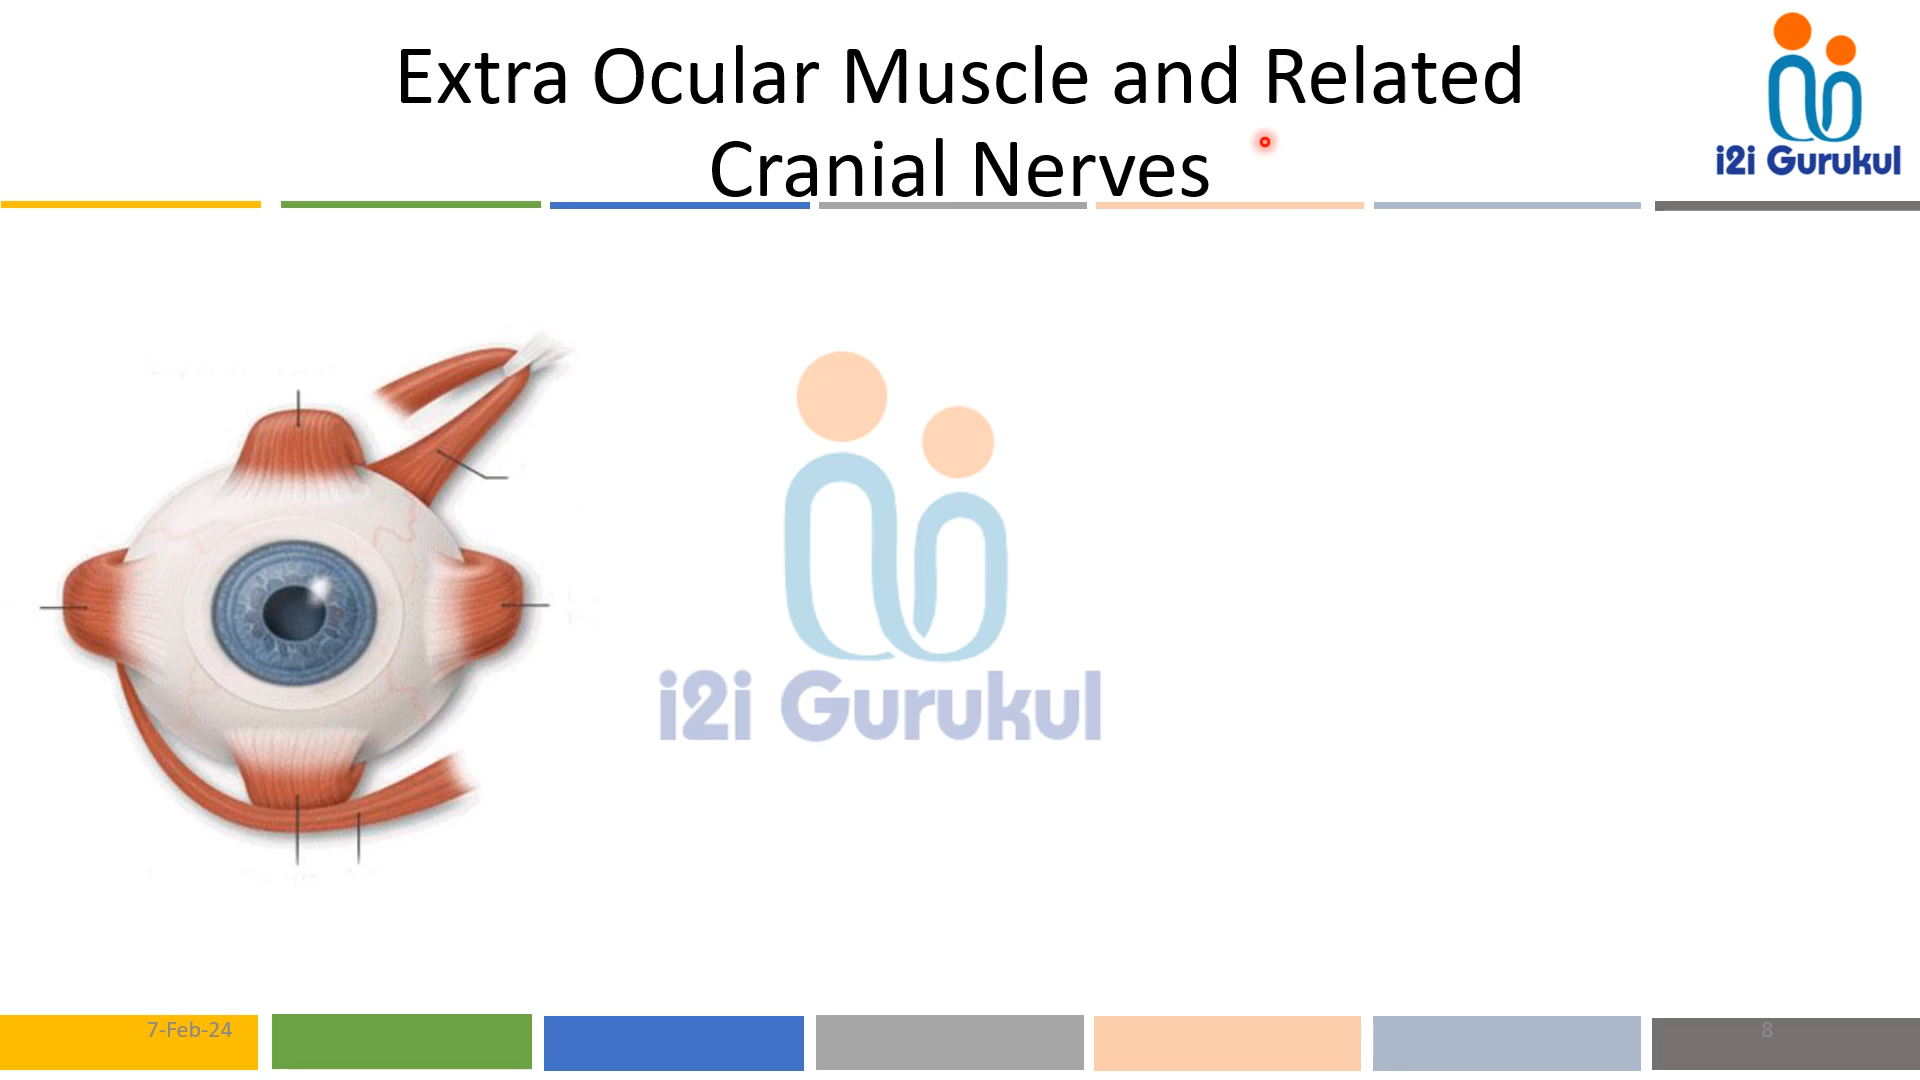 Extra Ocular Muscle and Related
Cranial Nerves
i2i Gurukul
i2i Gurukul
7-Feb-24
8